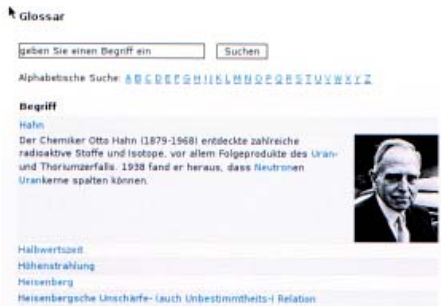 Glossar
geben Sie einen Begriff ein
Suchen
Alphabetische Suche: A B C D E F G H I J K L M N O P Q R S T U V W X Y Z
Begriff
Hahn
Der Chemiker Otto Hahn (1879-1968) entdeckte zahlreiche
radioaktive Stoffe und Isotope, vor allem Folgeprodukte des Uran-
und Thoriumzerfalls. 1938 fand er heraus, dass Neutronen
Urankerne spalten können.
Halbwertszeit
Höhenstrahlung
Heisenberg
Heisenbergsche Unschärfe- (auch Unbestimmtheits-) Relation